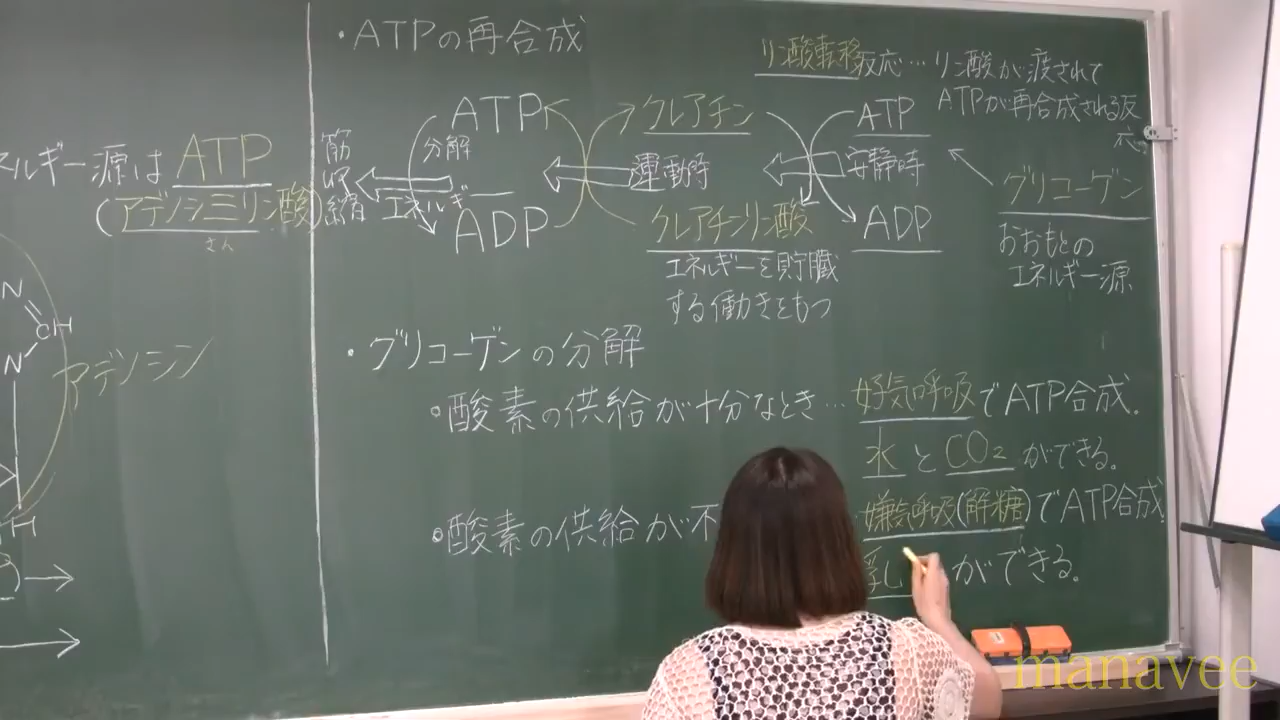 ネルギー源は ATP
(アデノシン三リン酸)
さん
N
CH
N
アデノシン
H
・ATPの再合成
リン酸転移反応…リン酸が渡されて
ATPが再合成される反
応。
ATP
分解
筋収縮
エネルギー
ADP
クレアチン
運動時
クレアチンリン酸
エネルギーを貯蔵
する働きをもつ
ATP
安静時
ADP
グリコーゲン
おおもとの
エネルギー源
・グリコーゲンの分解
・酸素の供給が十分なとき…好気呼吸でATP合成。
水とCO2ができる。
・酸素の供給が不
嫌気呼吸(解糖)でATP合成
乳 ができる。
manavee